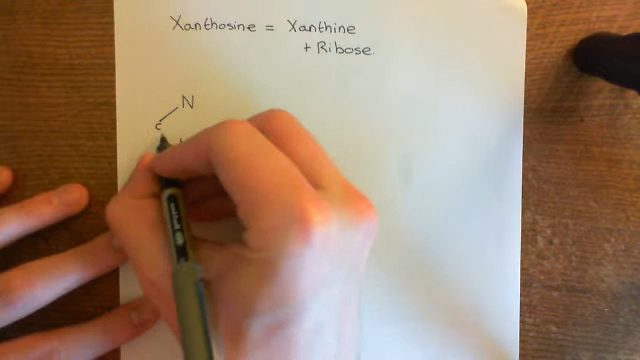 Xanthosine = Xanthine
+ Ribose.
N
C